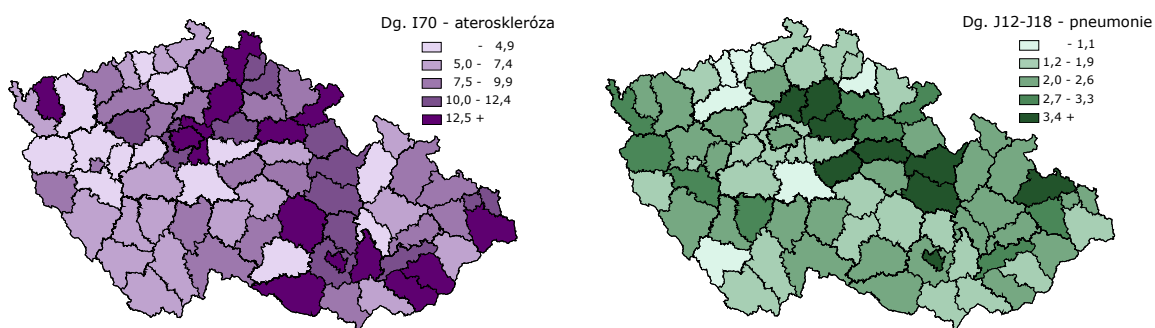 Dg. I70 - ateroskleróza
- 4,9
5,0 - 7,4
7,5 - 9,9
10,0 - 12,4
12,5 +
Dg. J12-J18 - pneumonie
- 1,1
1,2 - 1,9
2,0 - 2,6
2,7 - 3,3
3,4 +